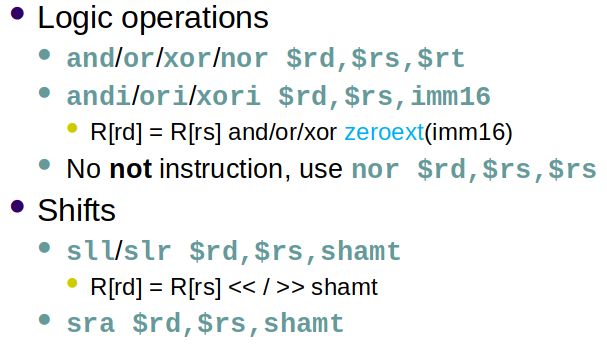 Logic operations
and/or/xor/nor $rd,$rs,$rt
andi/ori/xori $rd,$rs,imm16
R[rd] = R[rs] and/or/xor zeroext(imm16)
No not instruction, use nor $rd,$rs,$rs
Shifts
sll/slr $rd,$rs,shamt
R[rd] = R[rs] << / >> shamt
sra $rd,$rs,shamt